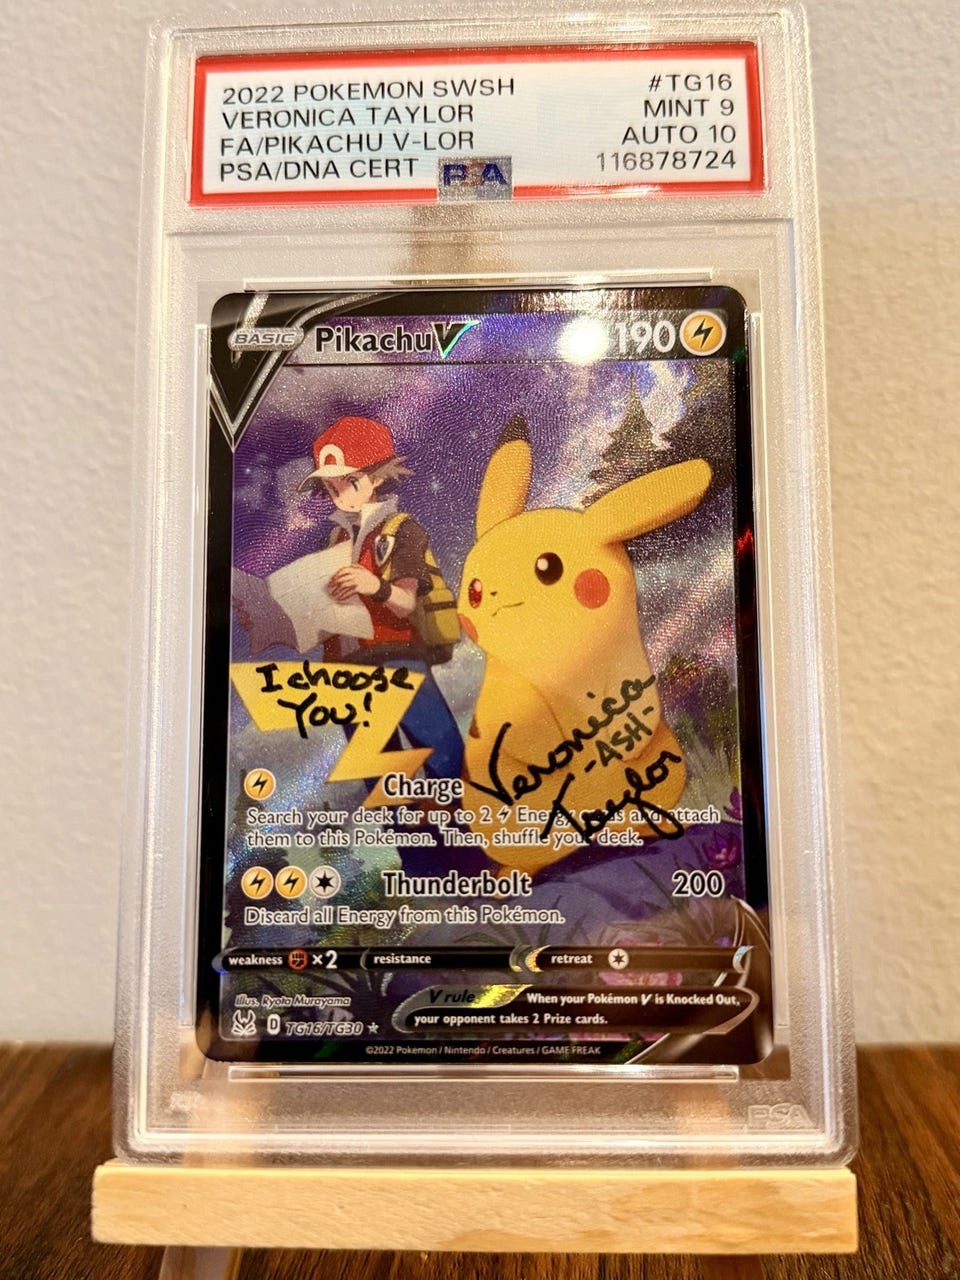 2022 POKEMON SWSH #TG16
VERONICA TAYLOR MINT 9
FA/PIKACHU V-LOR AUTO 10
PSA/DNA CERT PSA 116878724
BASIC Pikachu V 190
I choose
You!
Veronica
-ASH-
Taylor
Charge
Search your deck for up to 2 Energy cards and attach
them to this Pokémon. Then, shuffle your deck.
Thunderbolt 200
Discard all Energy from this Pokémon.
weakness ×2 resistance retreat
Illus. Ryota Murayama
V rule When your Pokémon V is Knocked Out,
your opponent takes 2 Prize cards.
D TG16/TG30
©2022 Pokémon / Nintendo / Creatures / GAME FREAK
PSA